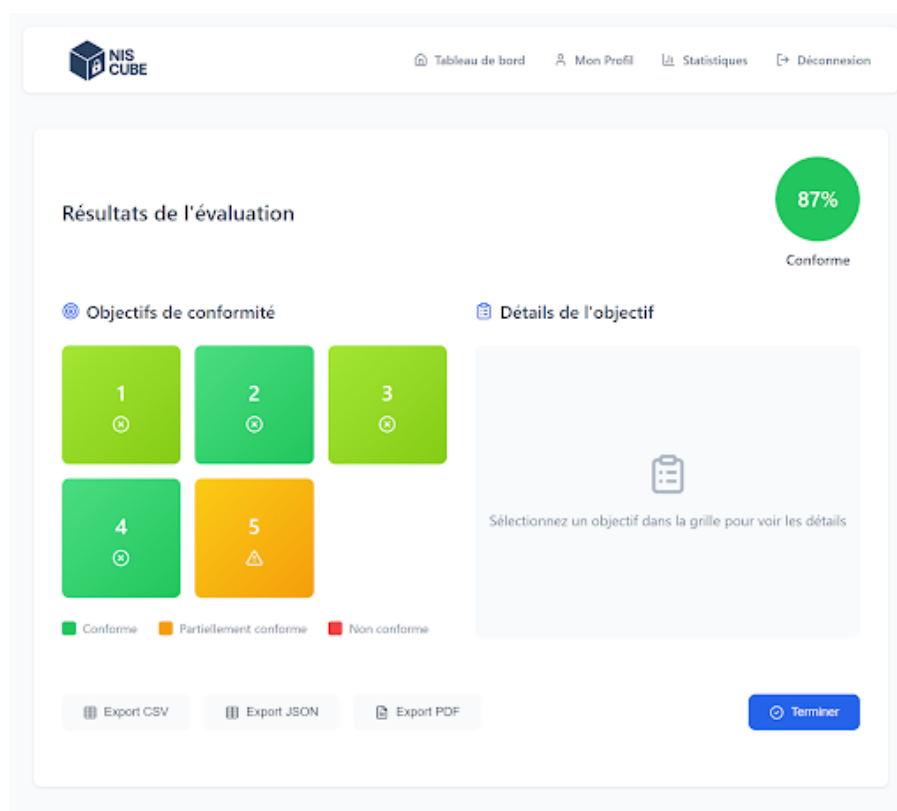 NIS
CUBE
Tableau de bord
Mon Profil
Statistiques
Déconnexion
Résultats de l'évaluation
87%
Conforme
Objectifs de conformité
Détails de l'objectif
1
2
3
4
5
Sélectionnez un objectif dans la grille pour voir les détails
Conforme
Partiellement conforme
Non conforme
Export CSV
Export JSON
Export PDF
Terminer